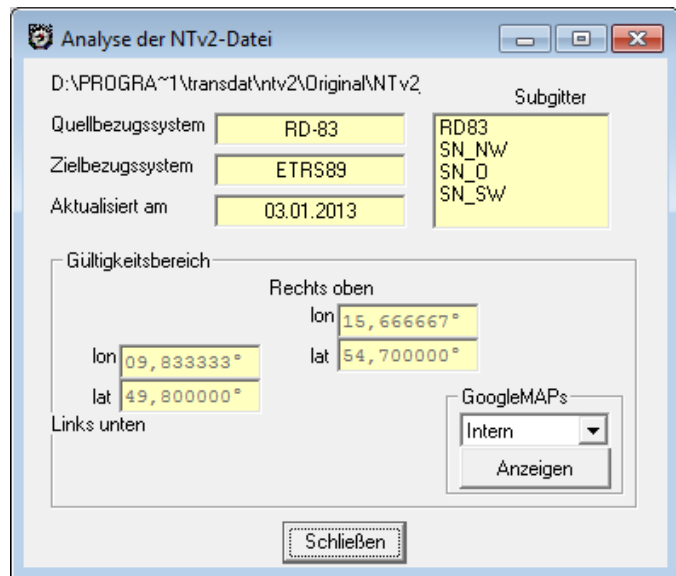 Analyse der NTv2-Datei
D:\PROGRA~1\transdat\ntv2\Original\NTv2
Subgitter
Quellbezugssystem RD-83
Zielbezugssystem ETRS89
Aktualisiert am 03.01.2013
RD83
SN_NW
SN_O
SN_SW
Gültigkeitsbereich
Rechts oben
lon 15,666667°
lat 54,700000°
lon 09,833333°
lat 49,800000°
Links unten
GoogleMAPs
Intern
Anzeigen
Schließen